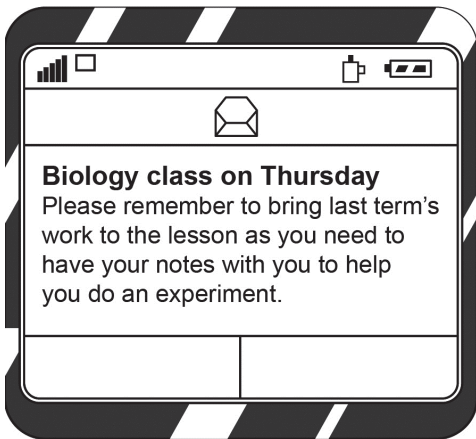 Biology class on Thursday
Please remember to bring last term's
work to the lesson as you need to
have your notes with you to help
you do an experiment.